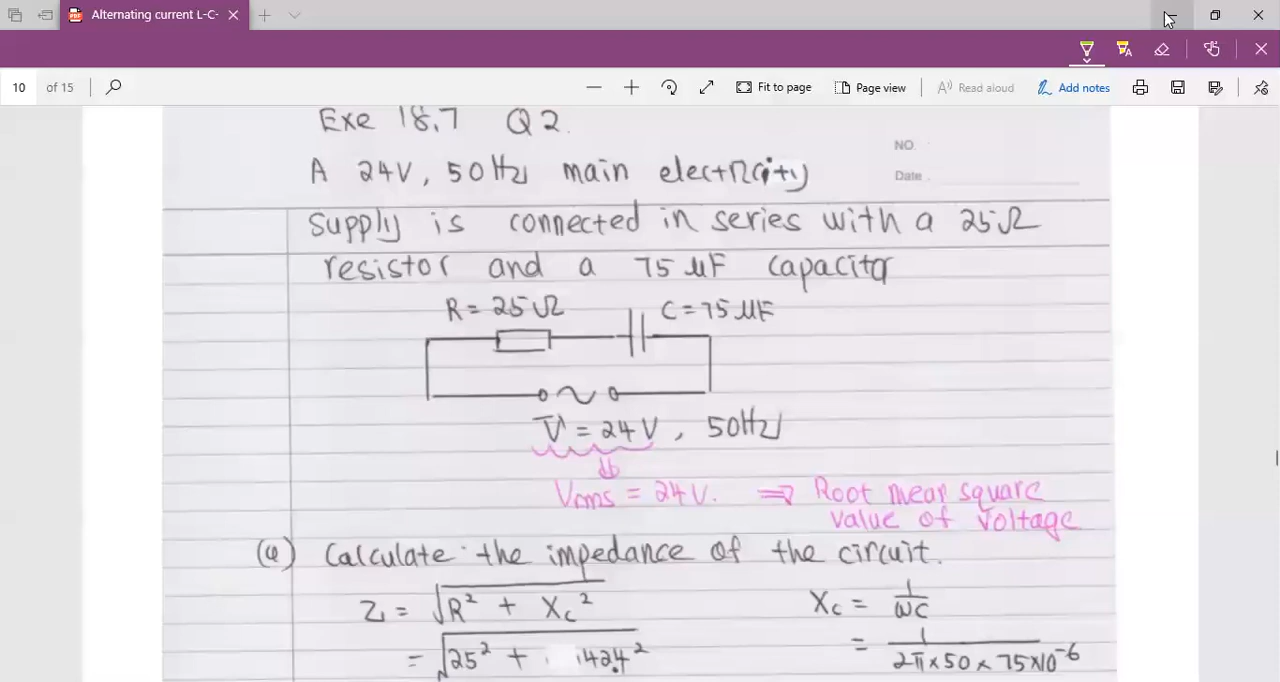 Alternating current L-C-
10 of 15
Fit to page
Page view
Read aloud
Add notes
Exe 18.7 Q2.
NO.
A 24V, 50Hz main electricity
Date.
supply is connected in series with a 25Ω
resistor and a 75 μF capacitor
R = 25Ω C = 75 μF
V = 24V, 50Hz
Vrms = 24V. ⇒ Root mean square
value of voltage
(a) Calculate the impedance of the circuit.
Z = √R² + Xc² Xc = 1/ωC
= √25² + 42.4² = 1/2π×50×75×10⁻⁶